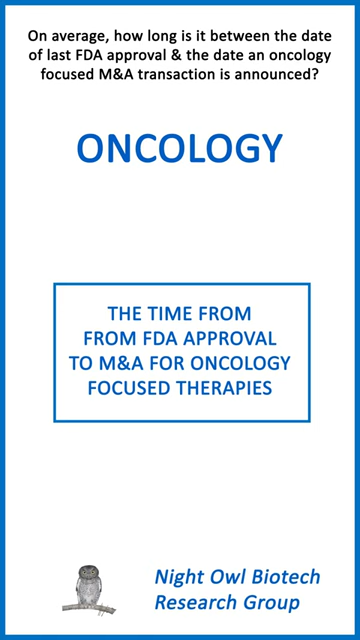 On average, how long is it between the date
of last FDA approval & the date an oncology
focused M&A transaction is announced?
ONCOLOGY
THE TIME FROM
FROM FDA APPROVAL
TO M&A FOR ONCOLOGY
FOCUSED THERAPIES
Night Owl Biotech
Research Group